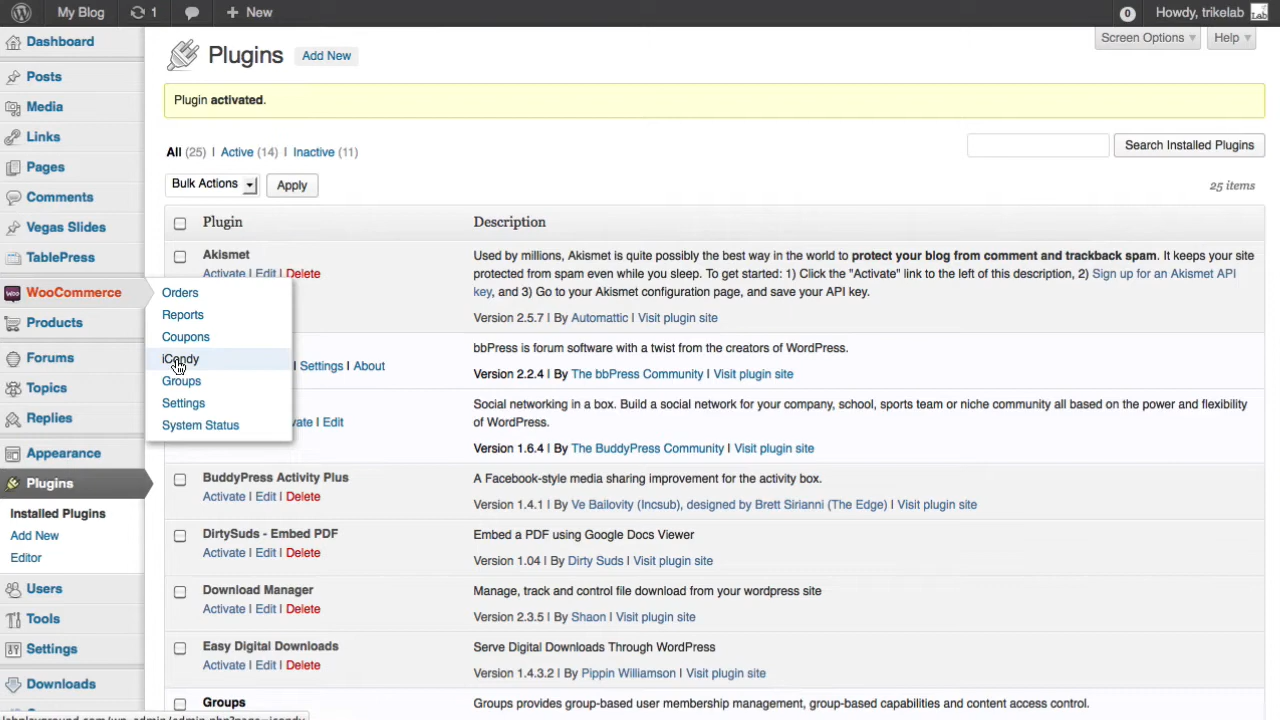 My Blog 1 New 0 Howdy, trikelab
Screen Options Help
Dashboard
Posts
Media
Links
Pages
Comments
Vegas Slides
TablePress
WooCommerce
Products
Forums
Topics
Replies
Appearance
Plugins
Installed Plugins
Add New
Editor
Users
Tools
Settings
Downloads
Orders
Reports
Coupons
iCandy
Groups
Settings
System Status
Plugins Add New
Plugin activated.
All (25) | Active (14) | Inactive (11)
Search Installed Plugins
Bulk Actions Apply
25 items
Plugin Description
Akismet
Activate | Edit | Delete
Used by millions, Akismet is quite possibly the best way in the world to protect your blog from comment and trackback spam. It keeps your site
protected from spam even while you sleep. To get started: 1) Click the "Activate" link to the left of this description, 2) Sign up for an Akismet API
key, and 3) Go to your Akismet configuration page, and save your API key.
Version 2.5.7 | By Automattic | Visit plugin site
| Settings | About
bbPress is forum software with a twist from the creators of WordPress.
Version 2.2.4 | By The bbPress Community | Visit plugin site
| Edit
Social networking in a box. Build a social network for your company, school, sports team or niche community all based on the power and flexibility
of WordPress.
Version 1.6.4 | By The BuddyPress Community | Visit plugin site
BuddyPress Activity Plus
Activate | Edit | Delete
A Facebook-style media sharing improvement for the activity box.
Version 1.4.1 | By Ve Bailovity (Incsub), designed by Brett Sirianni (The Edge) | Visit plugin site
DirtySuds - Embed PDF
Activate | Edit | Delete
Embed a PDF using Google Docs Viewer
Version 1.04 | By Dirty Suds | Visit plugin site
Download Manager
Activate | Edit | Delete
Manage, track and control file download from your wordpress site
Version 2.3.5 | By Shaon | Visit plugin site
Easy Digital Downloads
Activate | Edit | Delete
Serve Digital Downloads Through WordPress
Version 1.4.3.2 | By Pippin Williamson | Visit plugin site
Groups
Groups provides group-based user membership management, group-based capabilities and content access control.